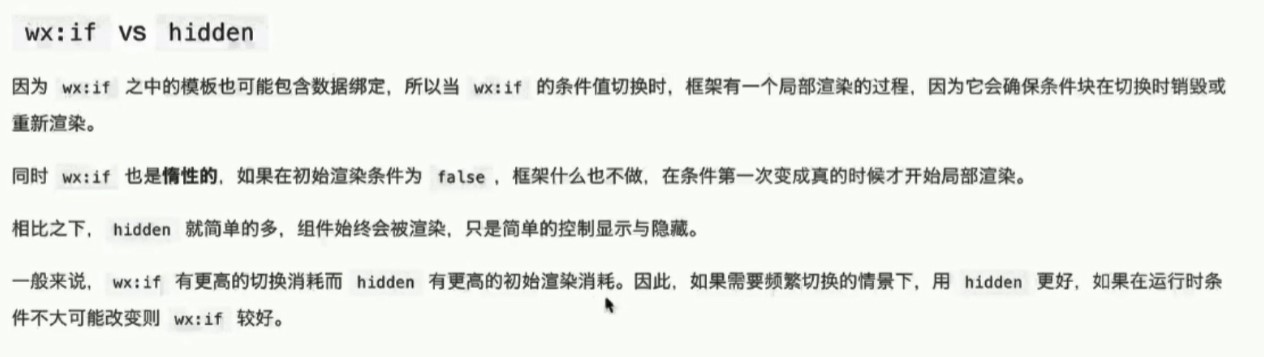 wx:if vs hidden
因为 wx:if 之中的模板也可能包含数据绑定，所以当 wx:if 的条件值切换时，框架有一个局部渲染的过程，因为它会确保条件块在切换时销毁或
重新渲染。
同时 wx:if 也是惰性的，如果在初始渲染条件为 false ，框架什么也不做，在条件第一次变成真的时候才开始局部渲染。
相比之下， hidden 就简单的多，组件始终会被渲染，只是简单的控制显示与隐藏。
一般来说， wx:if 有更高的切换消耗而 hidden 有更高的初始渲染消耗。因此，如果需要频繁切换的情景下，用 hidden 更好，如果在运行时条
件不大可能改变则 wx:if 较好。